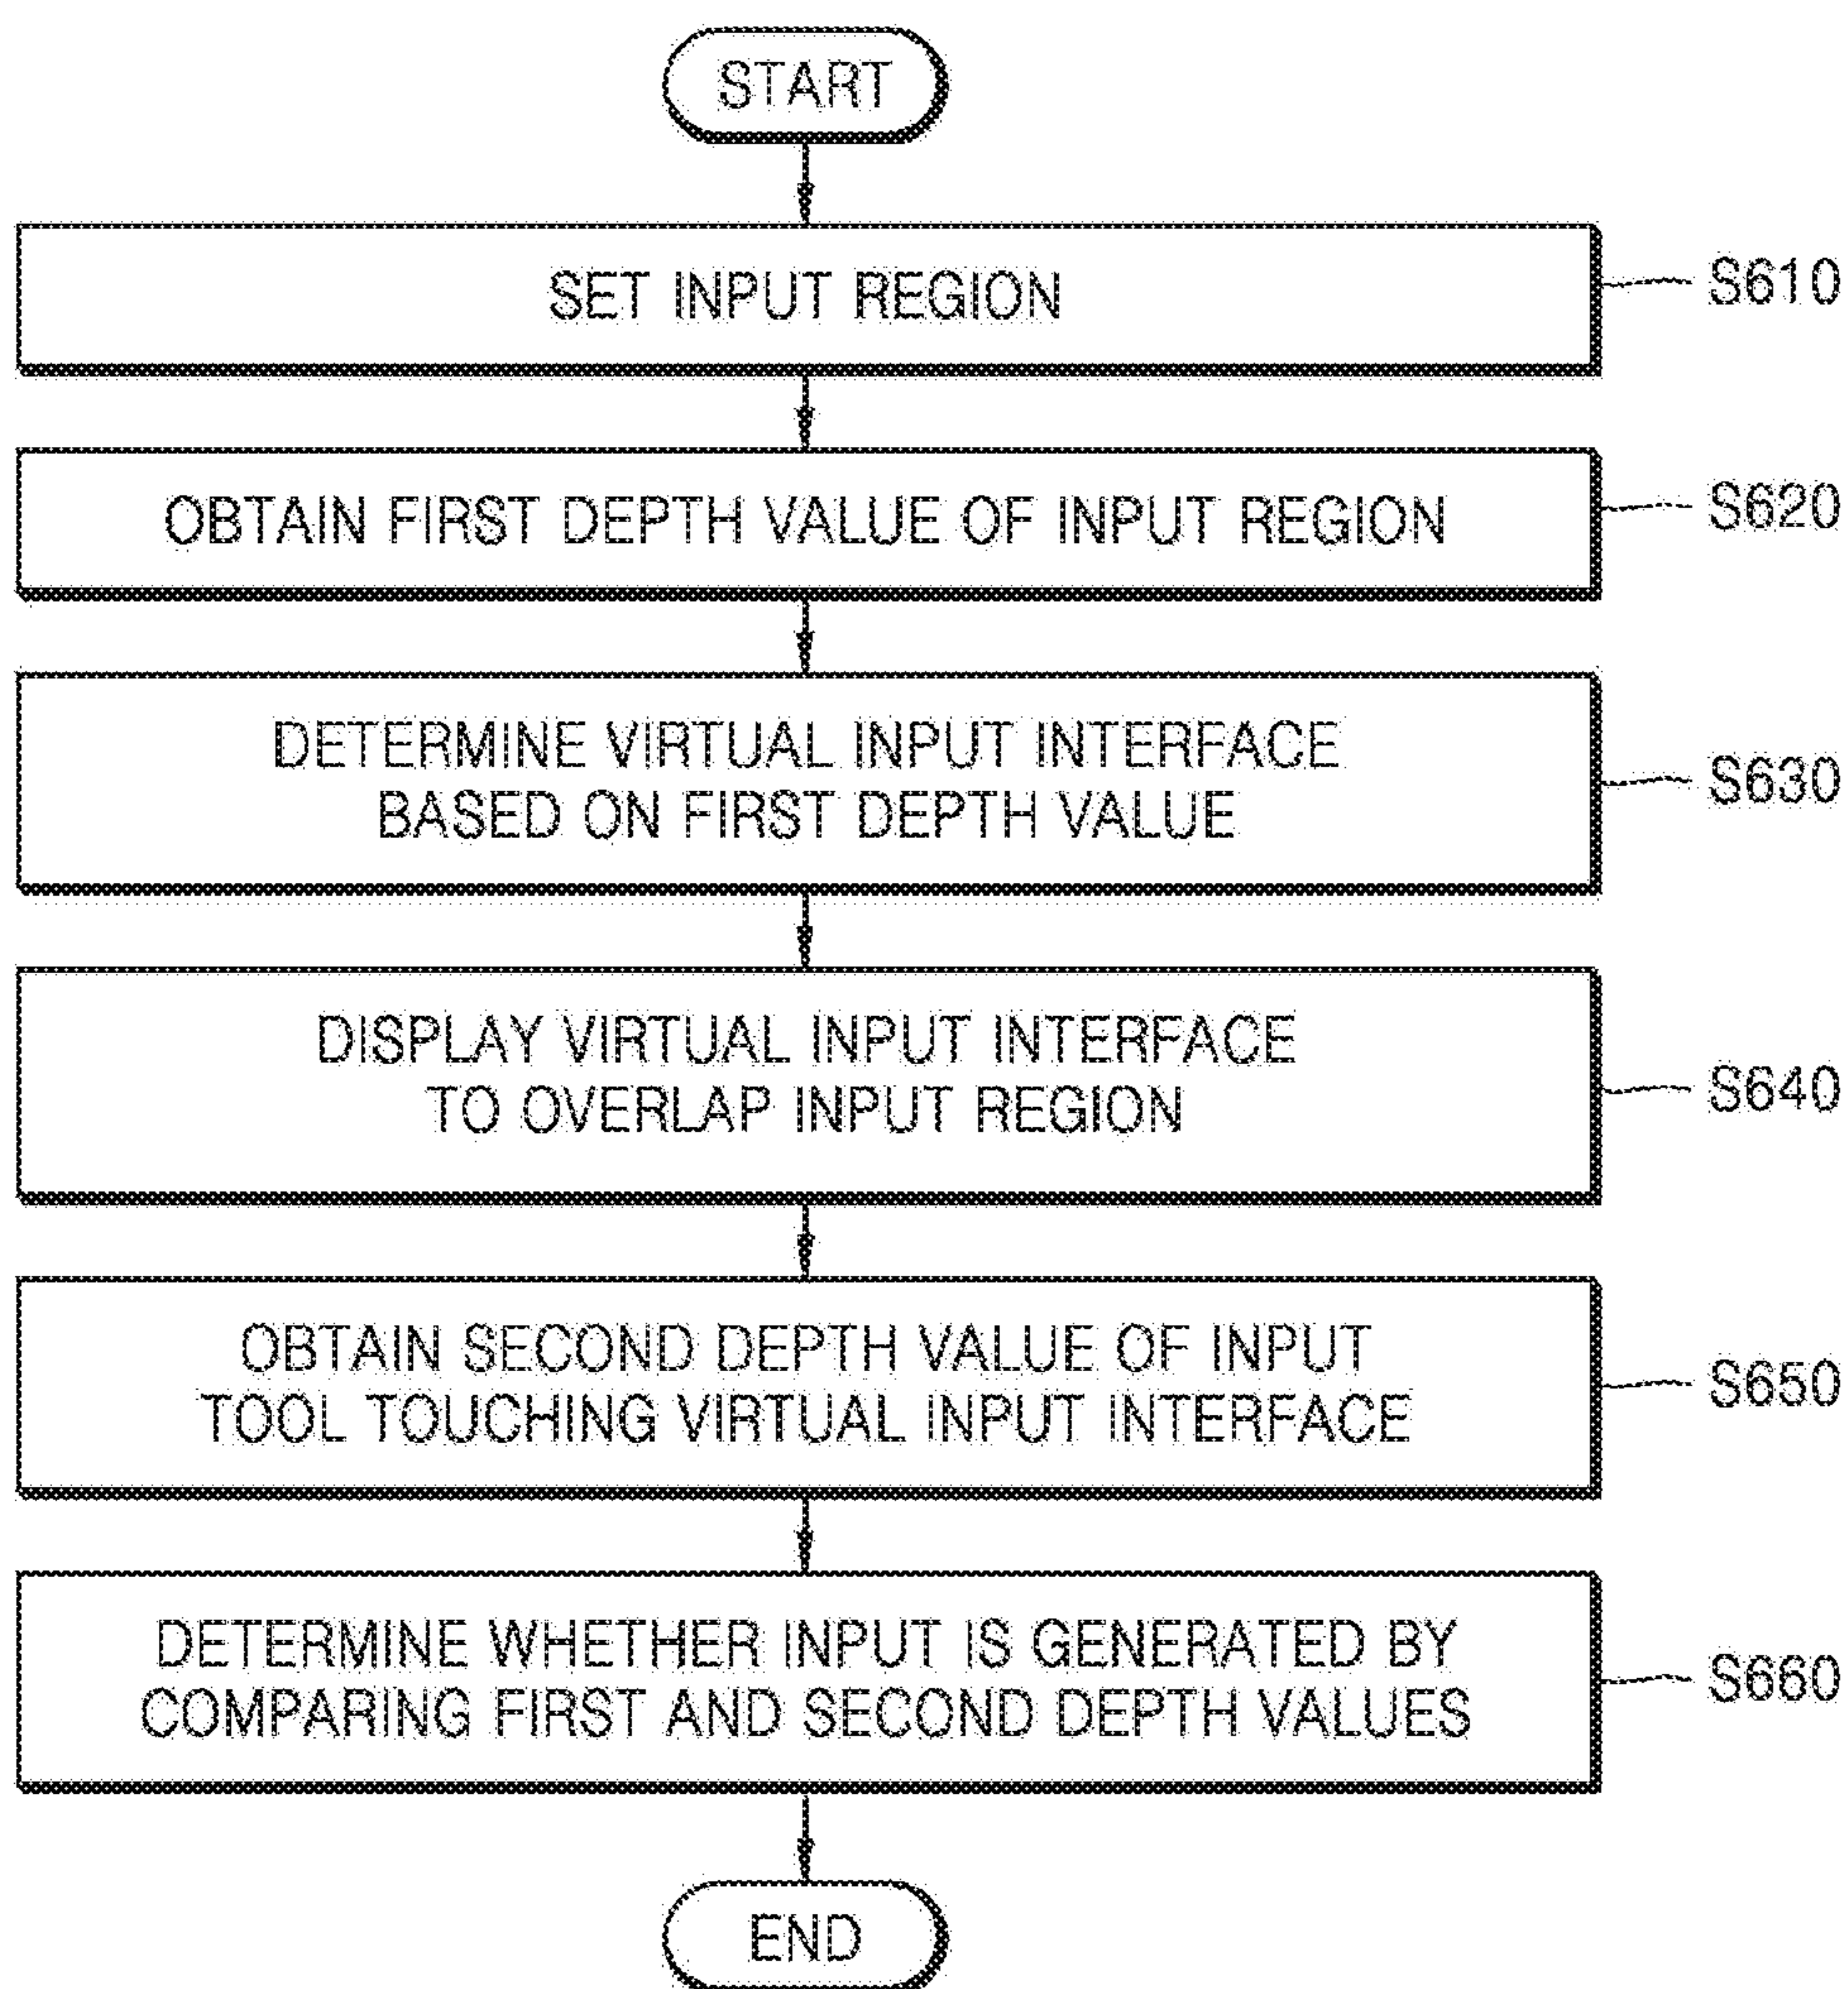 START
SET INPUT REGION
S610
OBTAIN FIRST DEPTH VALUE OF INPUT REGION
S620
DETERMINE VIRTUAL INPUT INTERFACE
BASED ON FIRST DEPTH VALUE
S630
DISPLAY VIRTUAL INPUT INTERFACE
TO OVERLAP INPUT REGION
S640
OBTAIN SECOND DEPTH VALUE OF INPUT
TOOL TOUCHING VIRTUAL INPUT INTERFACE
S650
DETERMINE WHETHER INPUT IS GENERATED BY
COMPARING FIRST AND SECOND DEPTH VALUES
S660
END